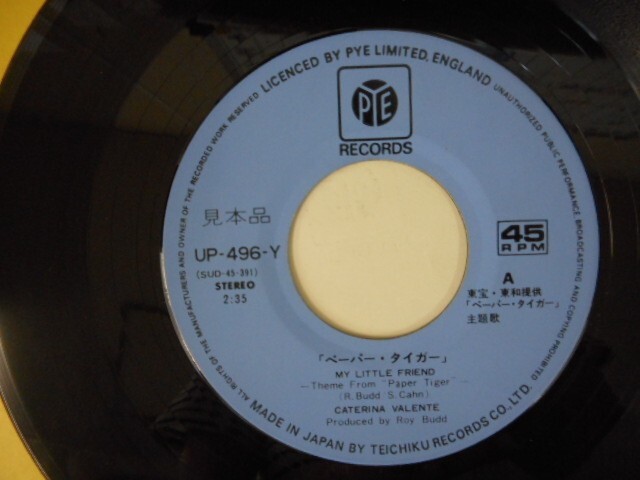 LICENCED BY PYE LIMITED, ENGLAND
UNAUTHORIZED PUBLIC PERFORMANCE BROADCASTING AND COPYING PROHIBITED
ALL RIGHTS OF THE MANUFACTURERS AND OWNER OF THE RECORDED WORK RESERVED
PYE
RECORDS
見本品
UP-496-Y
(SUD-45-391)
STEREO
2:35
45
RPM
A
東宝・東和提供
「ペーパー・タイガー」
主題歌
「ペーパー・タイガー」
MY LITTLE FRIEND
—Theme From "Paper Tiger"—
(R. Budd S. Cahn)
CATERINA VALENTE
Produced by Roy Budd
MADE IN JAPAN BY TEICHIKU RECORDS CO., LTD.